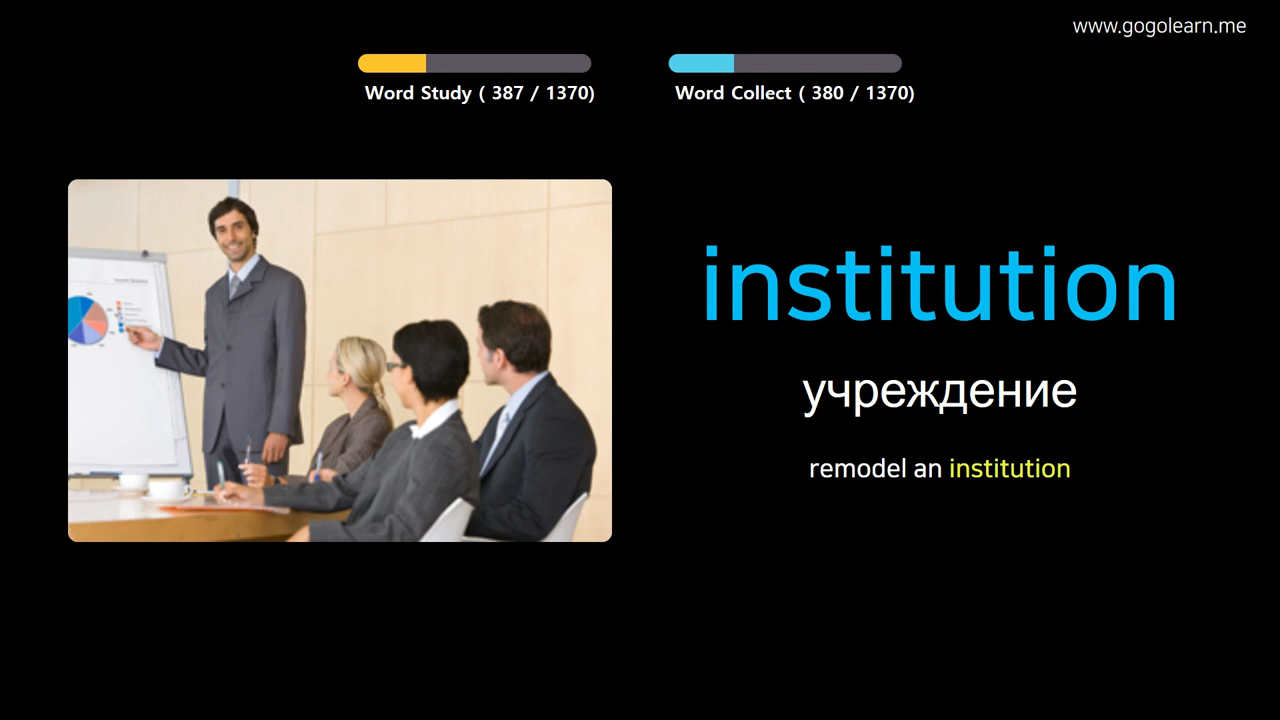 www.gogolearn.me
Word Study ( 387 / 1370)
Word Collect ( 380 / 1370)
institution
учреждение
remodel an institution